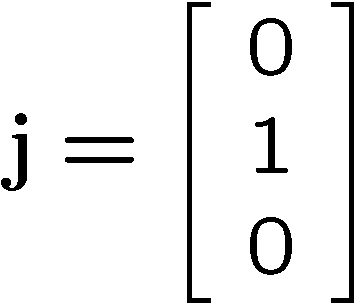 j = [
0
1
0
]